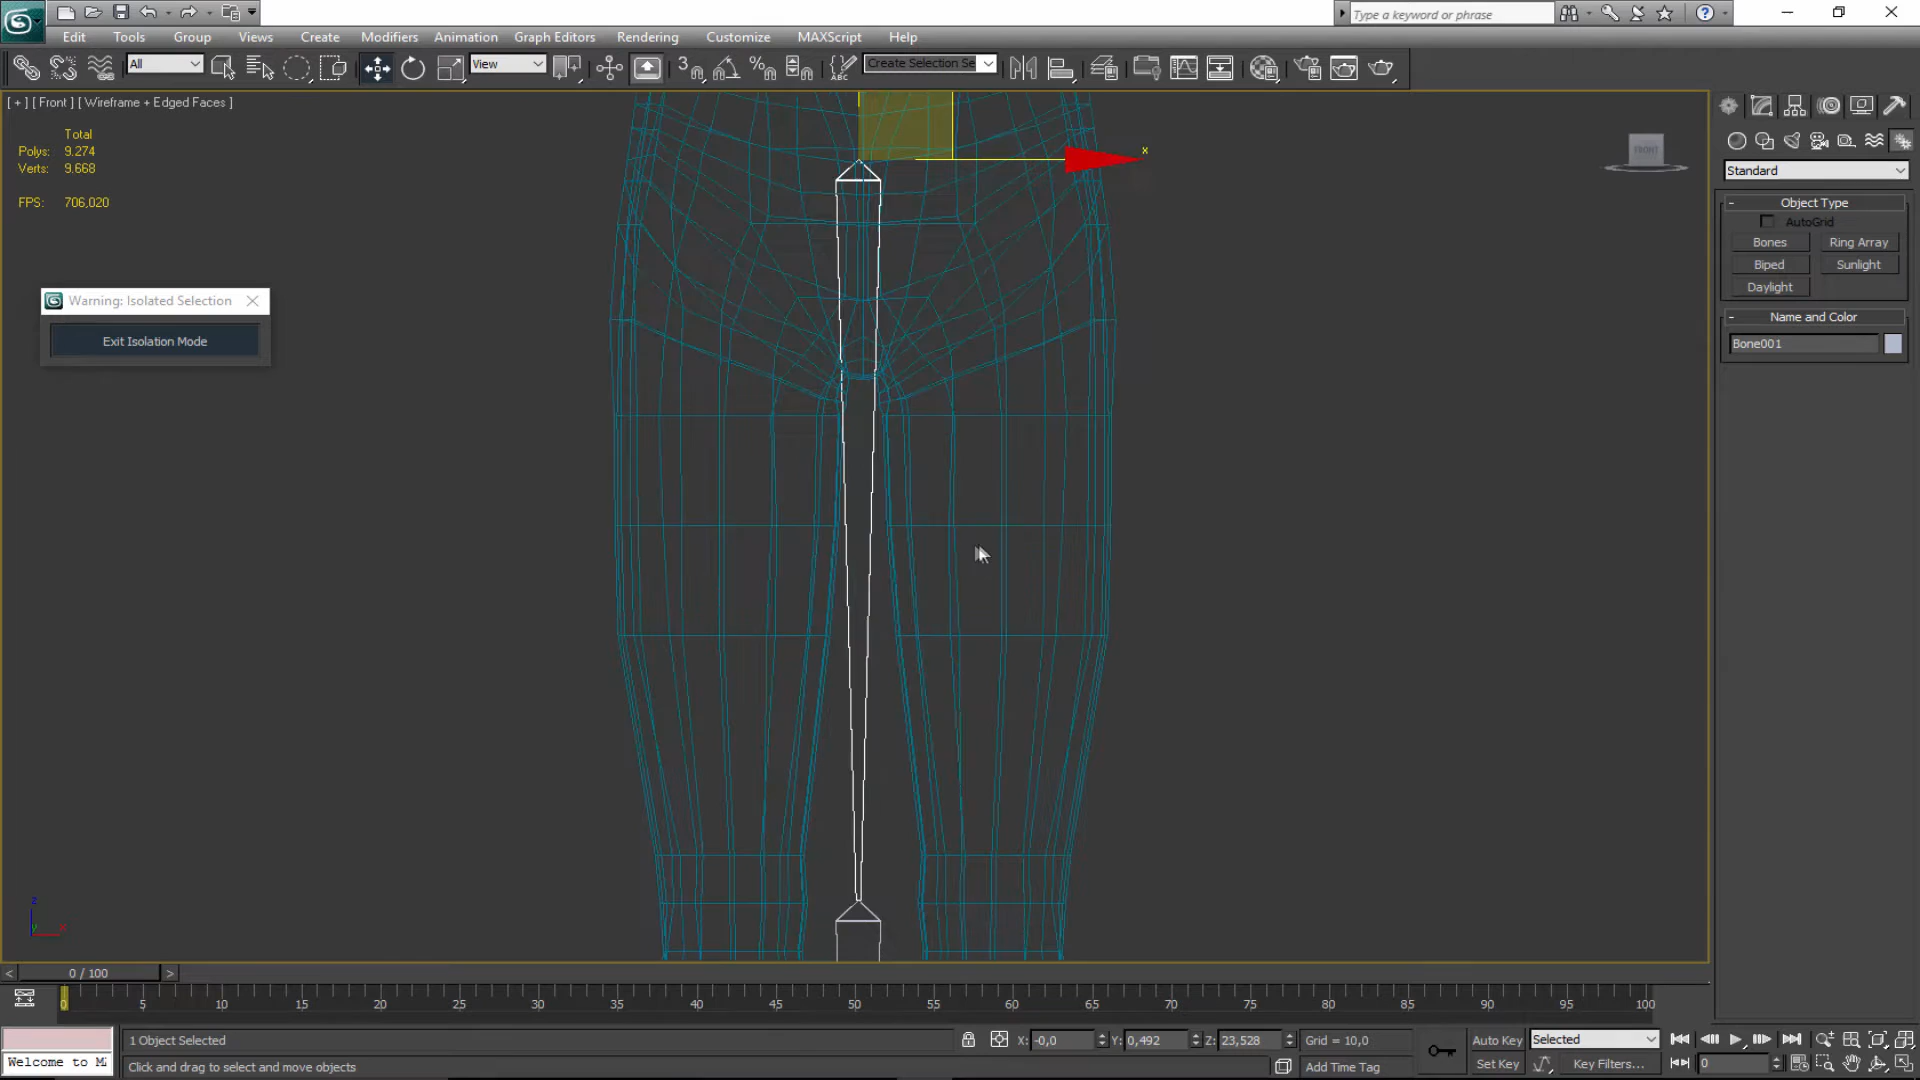 Type a keyword or phrase
Edit Tools Group Views Create Modifiers Animation Graph Editors Rendering Customize MAXScript Help
All View 3 Create Selection Se
[ + ] [ Front ] [ Wireframe + Edged Faces ]
Total
Polys: 9.274
Verts: 9.668
FPS: 706,020
x
FRONT
Standard
- Object Type
AutoGrid
Bones Ring Array
Biped Sunlight
Daylight
Warning: Isolated Selection
Exit Isolation Mode
- Name and Color
Bone001
z
y x
< 0 / 100 >
0 5 10 15 20 25 30 35 40 45 50 55 60 65 70 75 80 85 90 95 100
1 Object Selected X: -0,0 Y: 0,492 Z: 23,528 Grid = 10,0 Auto Key Selected
Welcome to M Click and drag to select and move objects Add Time Tag Set Key Key Filters... 0